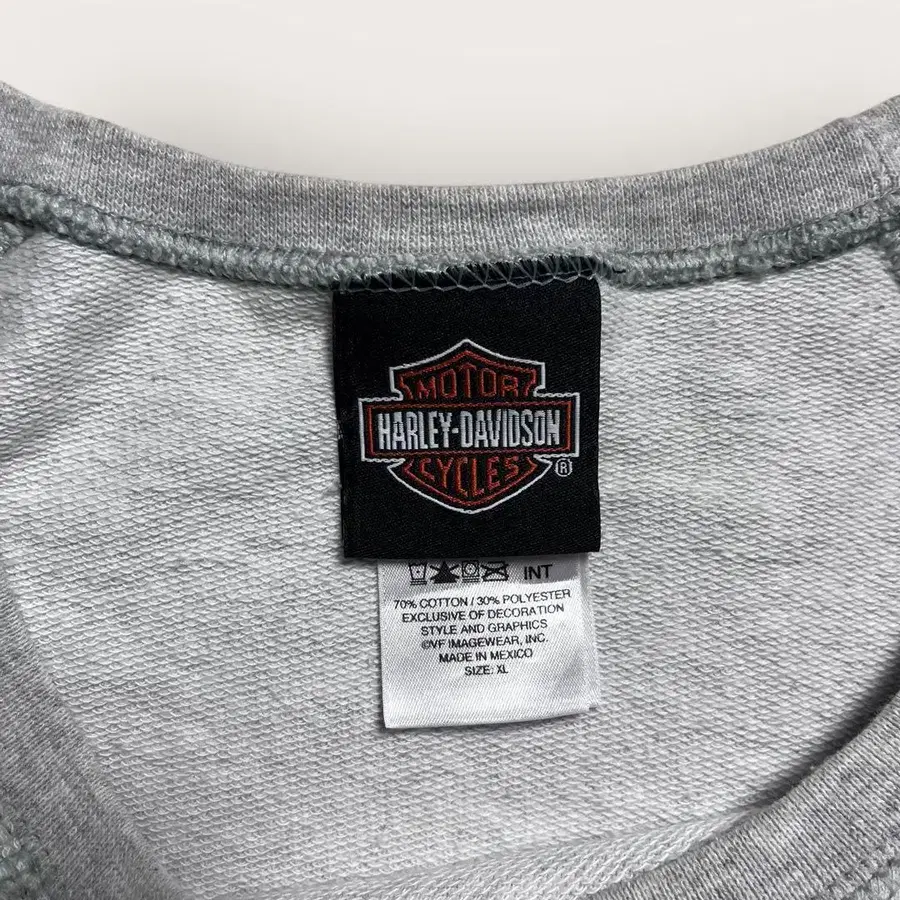 MOTOR
HARLEY-DAVIDSON
CYCLES
®
INT
70% COTTON / 30% POLYESTER
EXCLUSIVE OF DECORATION
STYLE AND GRAPHICS
©VF IMAGEWEAR, INC.
MADE IN MEXICO
SIZE: XL